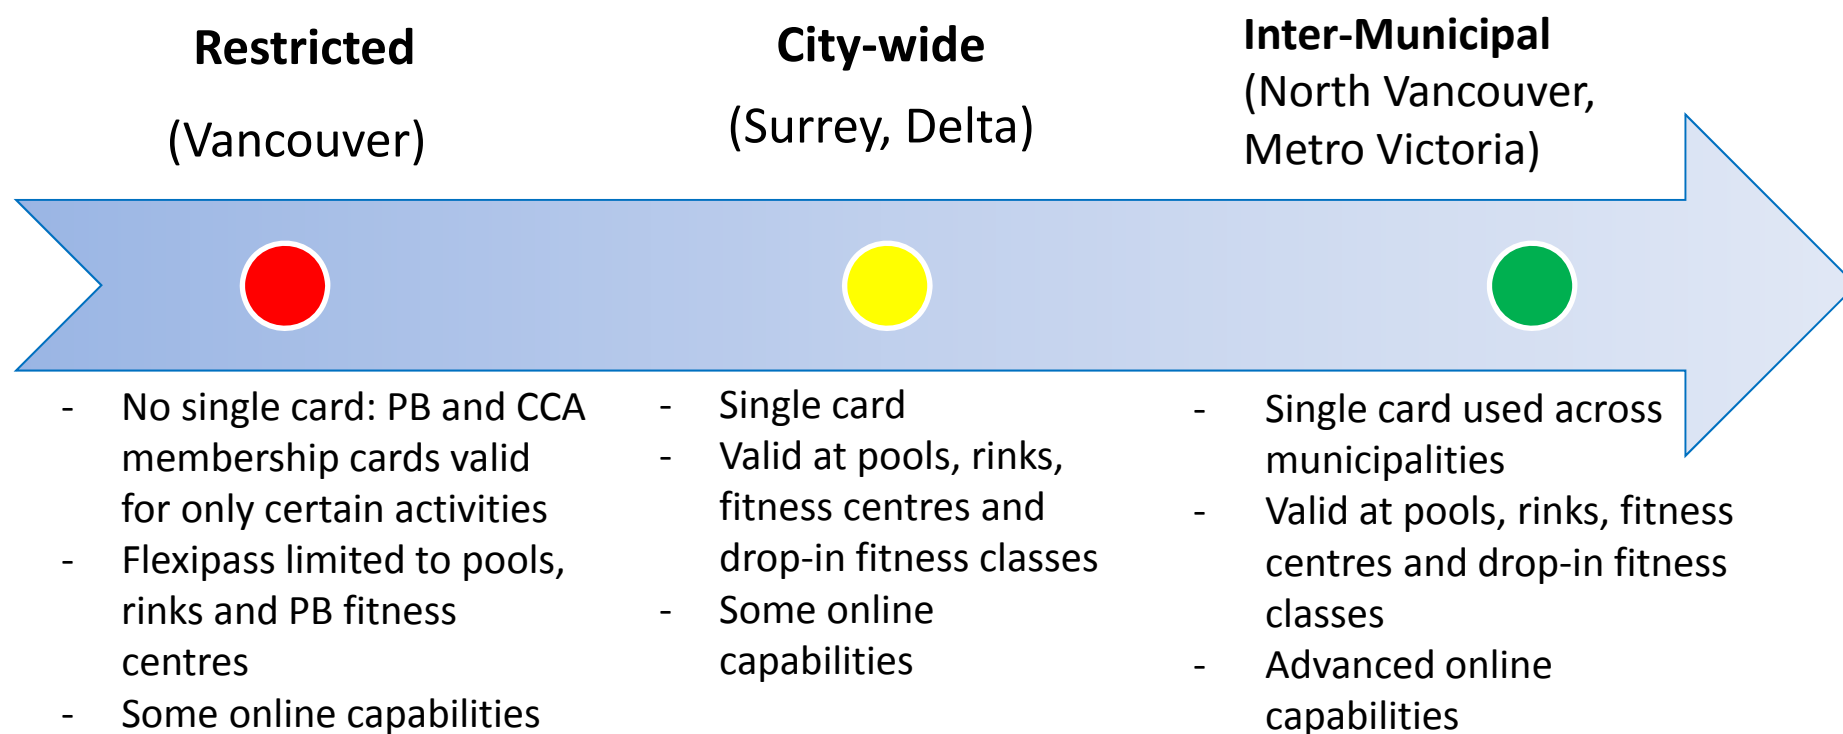 Restricted
(Vancouver)
City-wide
(Surrey, Delta)
Inter-Municipal
(North Vancouver,
Metro Victoria)
- No single card: PB and CCA
membership cards valid
for only certain activities
- Flexipass limited to pools,
rinks and PB fitness
centres
- Some online capabilities
- Single card
- Valid at pools, rinks,
fitness centres and
drop-in fitness classes
- Some online
capabilities
- Single card used across
municipalities
- Valid at pools, rinks, fitness
centres and drop-in fitness
classes
- Advanced online
capabilities